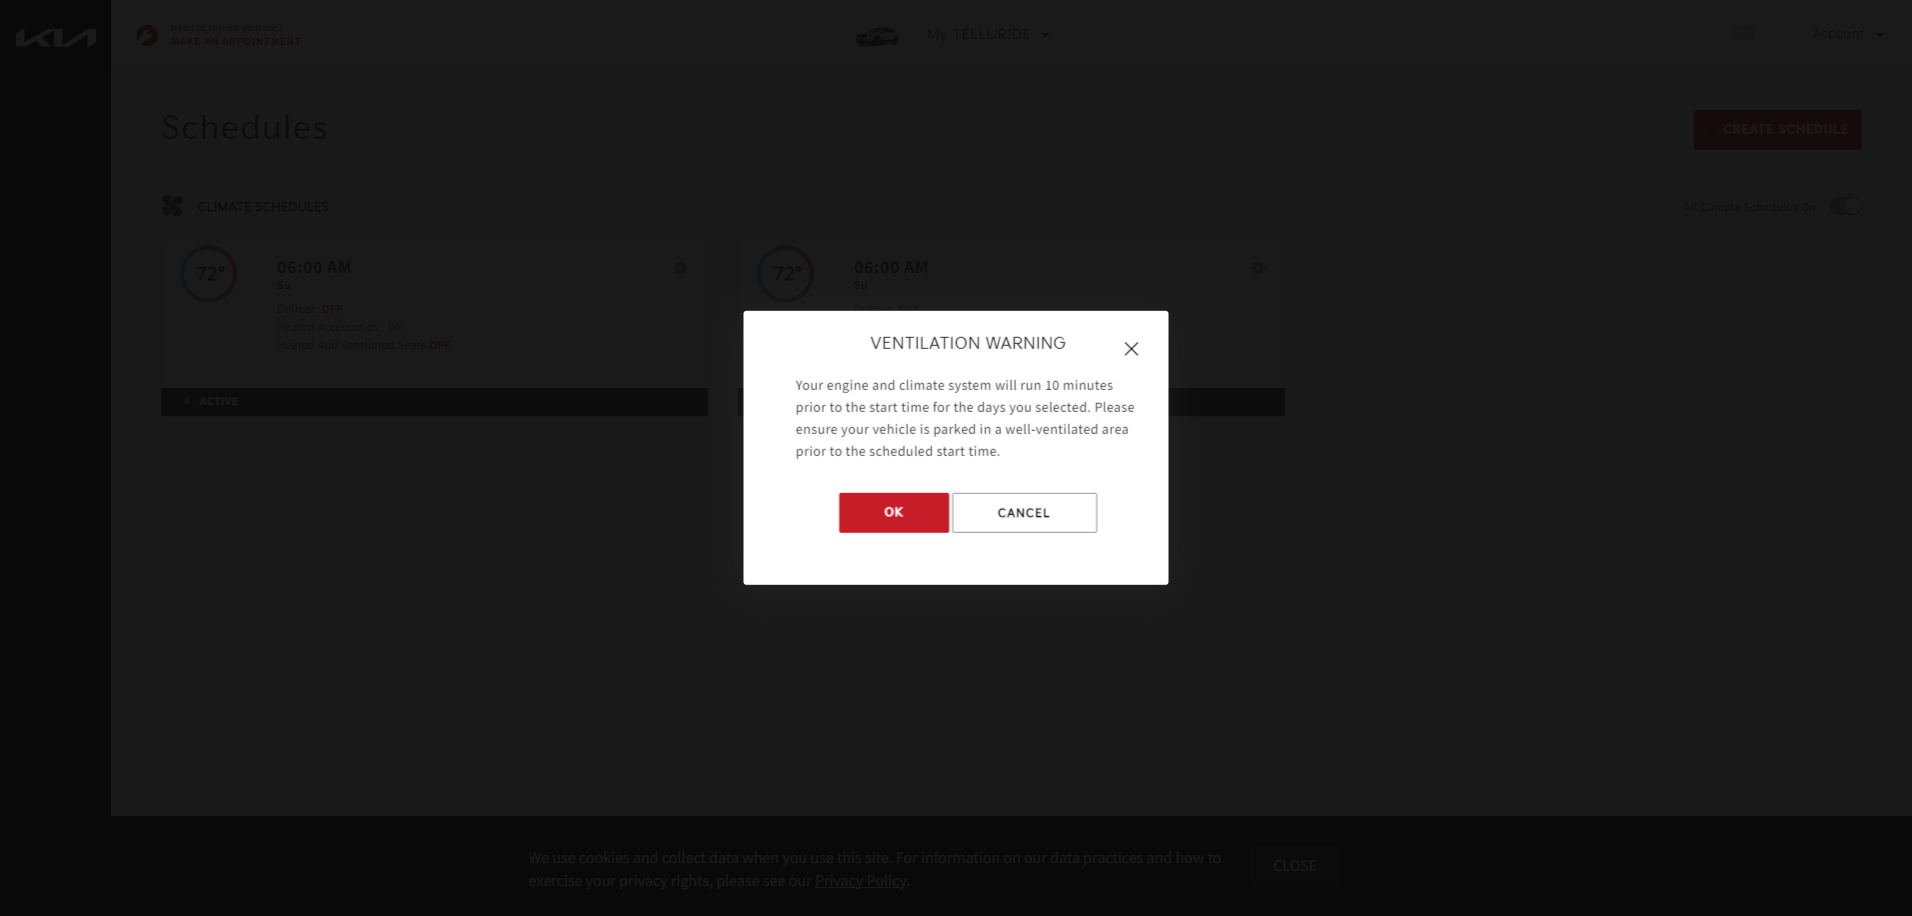 KIA
Need to service your car?
MAKE AN APPOINTMENT
My TELLURIDE
Account
Schedules
CREATE SCHEDULE
CLIMATE SCHEDULES
All Climate Schedules On
72°
06:00 AM
Su
Defrost: OFF
Heated Accessories : ON
Heated And Ventilated Seats OFF
ACTIVE
72°
06:00 AM
Su
Defrost: OFF
VENTILATION WARNING
Your engine and climate system will run 10 minutes
prior to the start time for the days you selected. Please
ensure your vehicle is parked in a well-ventilated area
prior to the scheduled start time.
OK
CANCEL
We use cookies and collect data when you use this site. For information on our data practices and how to
exercise your privacy rights, please see our Privacy Policy.
CLOSE